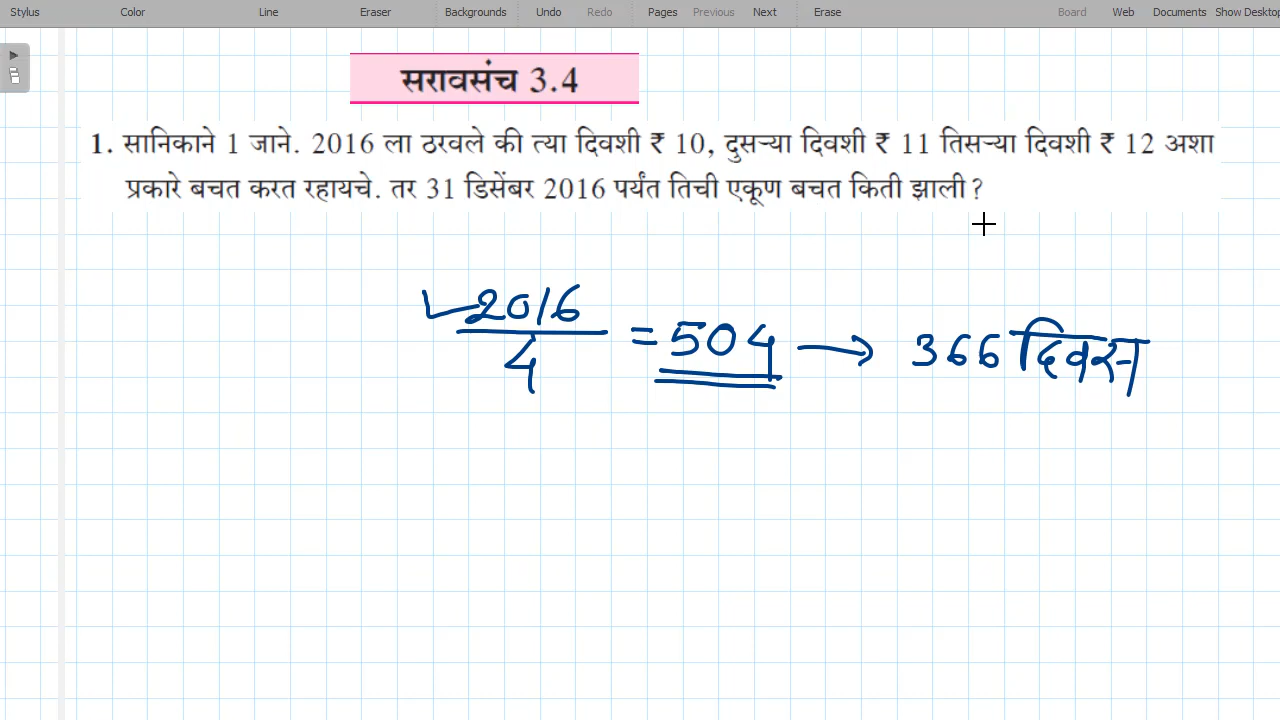 Stylus Color Line Eraser Backgrounds Undo Redo Pages Previous Next Erase Board Web Documents Show Desktop
सरावसंच 3.4
1. सानिकाने 1 जाने. 2016 ला ठरवले की त्या दिवशी ₹ 10, दुसऱ्या दिवशी ₹ 11 तिसऱ्या दिवशी ₹ 12 अशा
प्रकारे बचत करत रहायचे. तर 31 डिसेंबर 2016 पर्यंत तिची एकूण बचत किती झाली ?
✓ 2016
4
= 504 → 366 दिवस